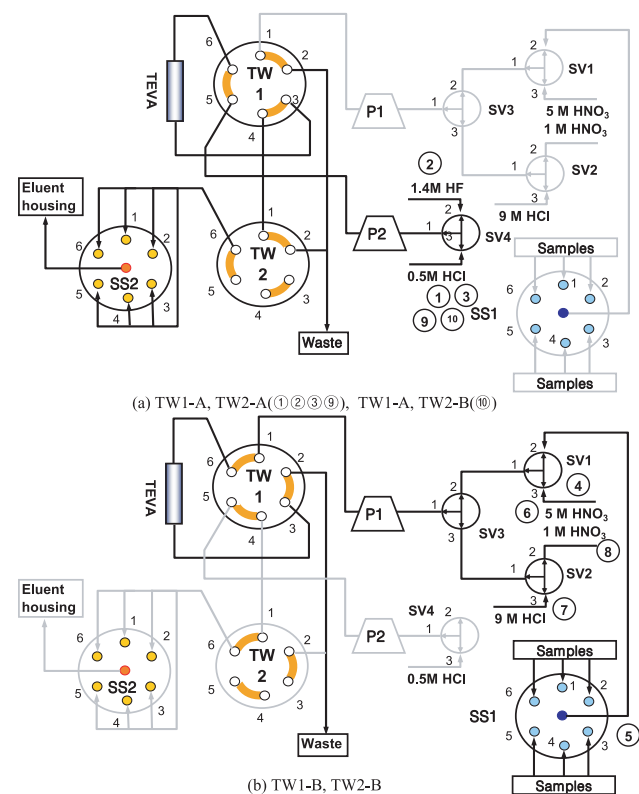 1
6
2
TW
1
TEVA
5
3
4
P1
1
2
3
SV3
1
2
3
SV1
5 M HNO₃
1 M HNO₃
2
1
3
SV2
9 M HCl
②
1.4M HF
P2
1
2
3
SV4
0.5M HCl
① ③
⑨ ⑩
Eluent
housing
1
6
2
SS2
5
3
4
1
6
2
TW
2
5
3
4
Waste
Samples
SS1
6
1
2
5
4
3
Samples
(a) TW1-A, TW2-A(①②③⑨), TW1-A, TW2-B(⑩)
1
6
2
TW
1
TEVA
5
3
4
P1
1
2
3
SV3
1
2
3
SV1
④
⑥
5 M HNO₃
1 M HNO₃
⑧
2
1
3
SV2
9 M HCl
⑦
SV4
P2
1
2
3
0.5M HCl
Eluent
housing
1
6
2
SS2
5
3
4
1
6
2
TW
2
5
3
4
Waste
Samples
SS1
6
1
2
5
4
3
⑤
Samples
(b) TW1-B, TW2-B